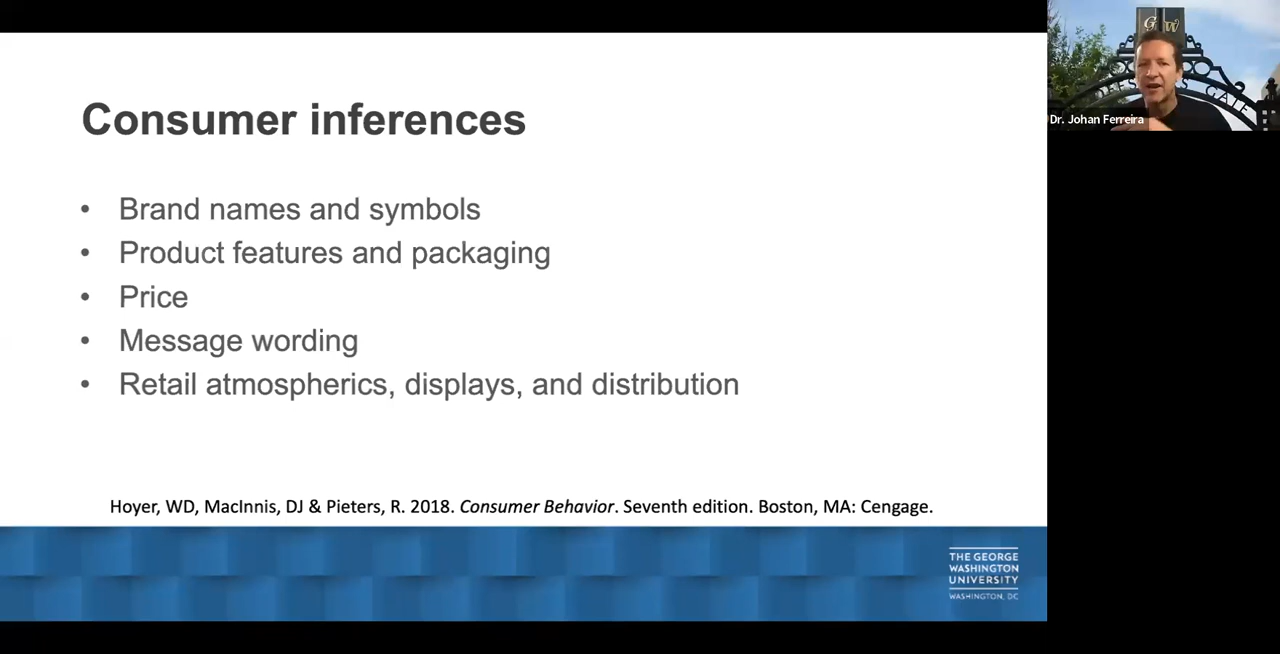 Consumer inferences
• Brand names and symbols
• Product features and packaging
• Price
• Message wording
• Retail atmospherics, displays, and distribution
Hoyer, WD, MacInnis, DJ & Pieters, R. 2018. Consumer Behavior. Seventh edition. Boston, MA: Cengage.
THE GEORGE
WASHINGTON
UNIVERSITY
WASHINGTON, DC
G W
GATE
Dr. Johan Ferreira